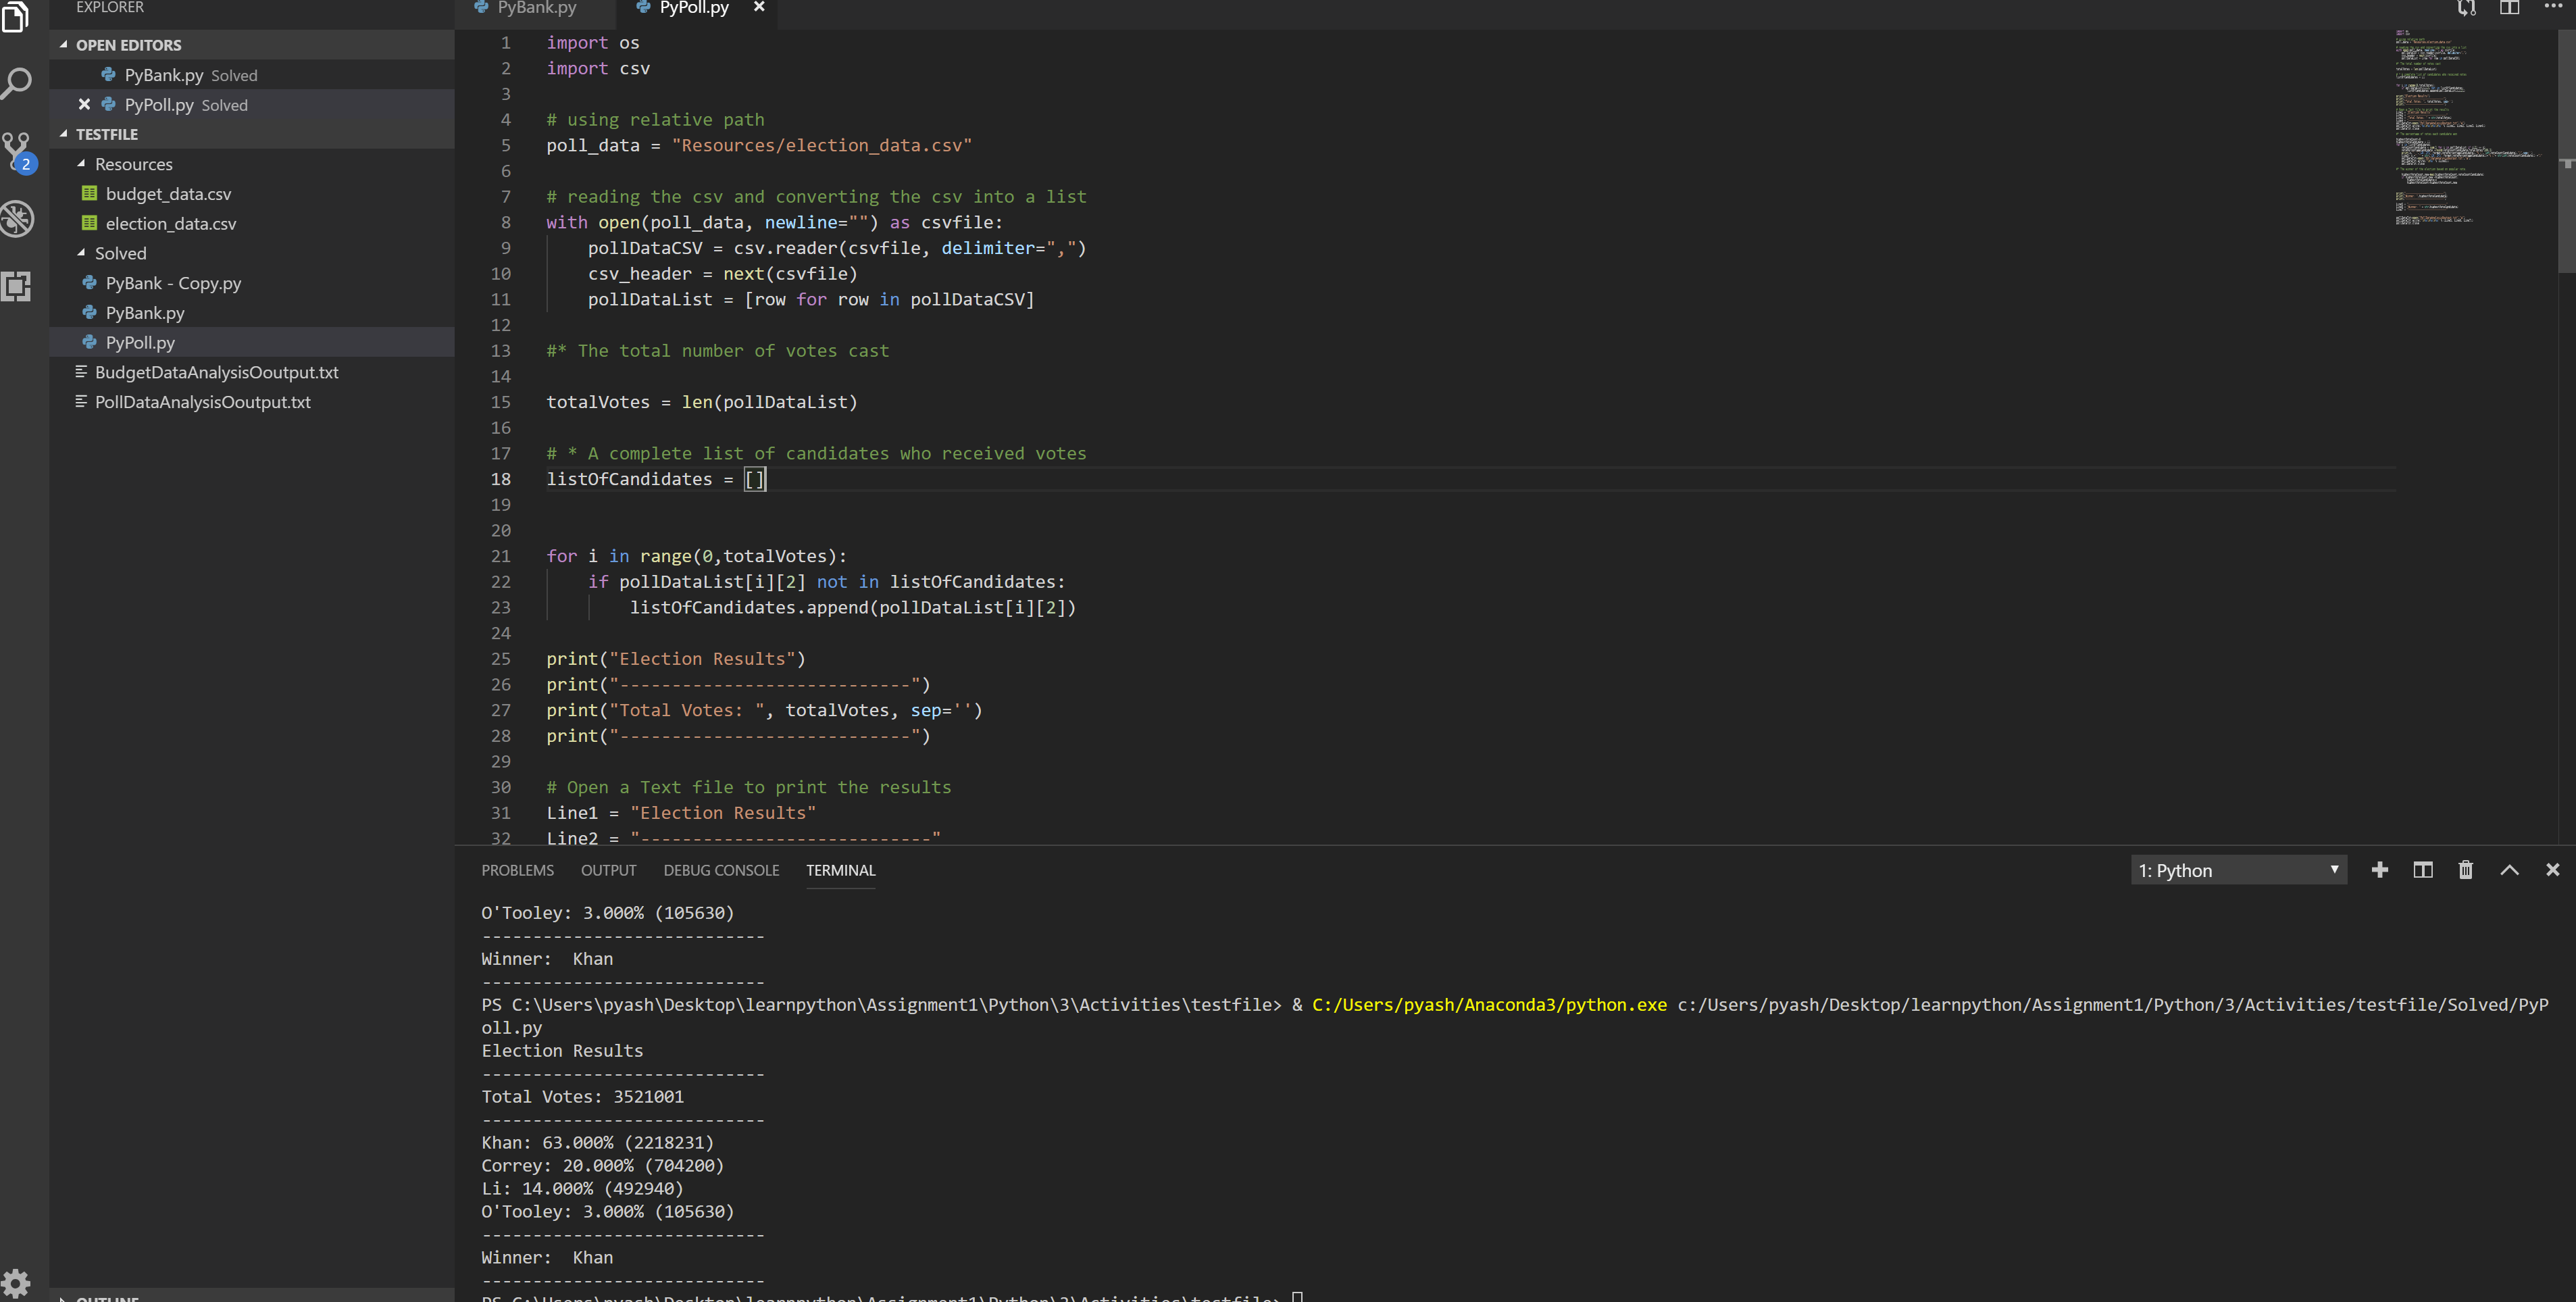 EXPLORER
OPEN EDITORS
PyBank.py Solved
PyPoll.py Solved
TESTFILE
Resources
budget_data.csv
election_data.csv
Solved
PyBank - Copy.py
PyBank.py
PyPoll.py
BudgetDataAnalysisOoutput.txt
PollDataAnalysisOoutput.txt
OUTLINE
2
PyBank.py
PyPoll.py
1 import os
2 import csv
3
4 # using relative path
5 poll_data = "Resources/election_data.csv"
6
7 # reading the csv and converting the csv into a list
8 with open(poll_data, newline="") as csvfile:
9 pollDataCSV = csv.reader(csvfile, delimiter=",")
10 csv_header = next(csvfile)
11 pollDataList = [row for row in pollDataCSV]
12
13 #* The total number of votes cast
14
15 totalVotes = len(pollDataList)
16
17 # * A complete list of candidates who received votes
18 listOfCandidates = []
19
20
21 for i in range(0,totalVotes):
22 if pollDataList[i][2] not in listOfCandidates:
23 listOfCandidates.append(pollDataList[i][2])
24
25 print("Election Results")
26 print("----------------------------")
27 print("Total Votes: ", totalVotes, sep='')
28 print("----------------------------")
29
30 # Open a Text file to print the results
31 Line1 = "Election Results"
32 Line2 = "----------------------------"
PROBLEMS OUTPUT DEBUG CONSOLE TERMINAL
1: Python
O'Tooley: 3.000% (105630)
----------------------------
Winner:  Khan
----------------------------
PS C:\Users\pyash\Desktop\learnpython\Assignment1\Python\3\Activities\testfile> & C:/Users/pyash/Anaconda3/python.exe c:/Users/pyash/Desktop/learnpython/Assignment1/Python/3/Activities/testfile/Solved/PyP
oll.py
Election Results
----------------------------
Total Votes: 3521001
----------------------------
Khan: 63.000% (2218231)
Correy: 20.000% (704200)
Li: 14.000% (492940)
O'Tooley: 3.000% (105630)
----------------------------
Winner:  Khan
----------------------------
PS C:\Users\pyash\Desktop\learnpython\Assignment1\Python\3\Activities\testfile>